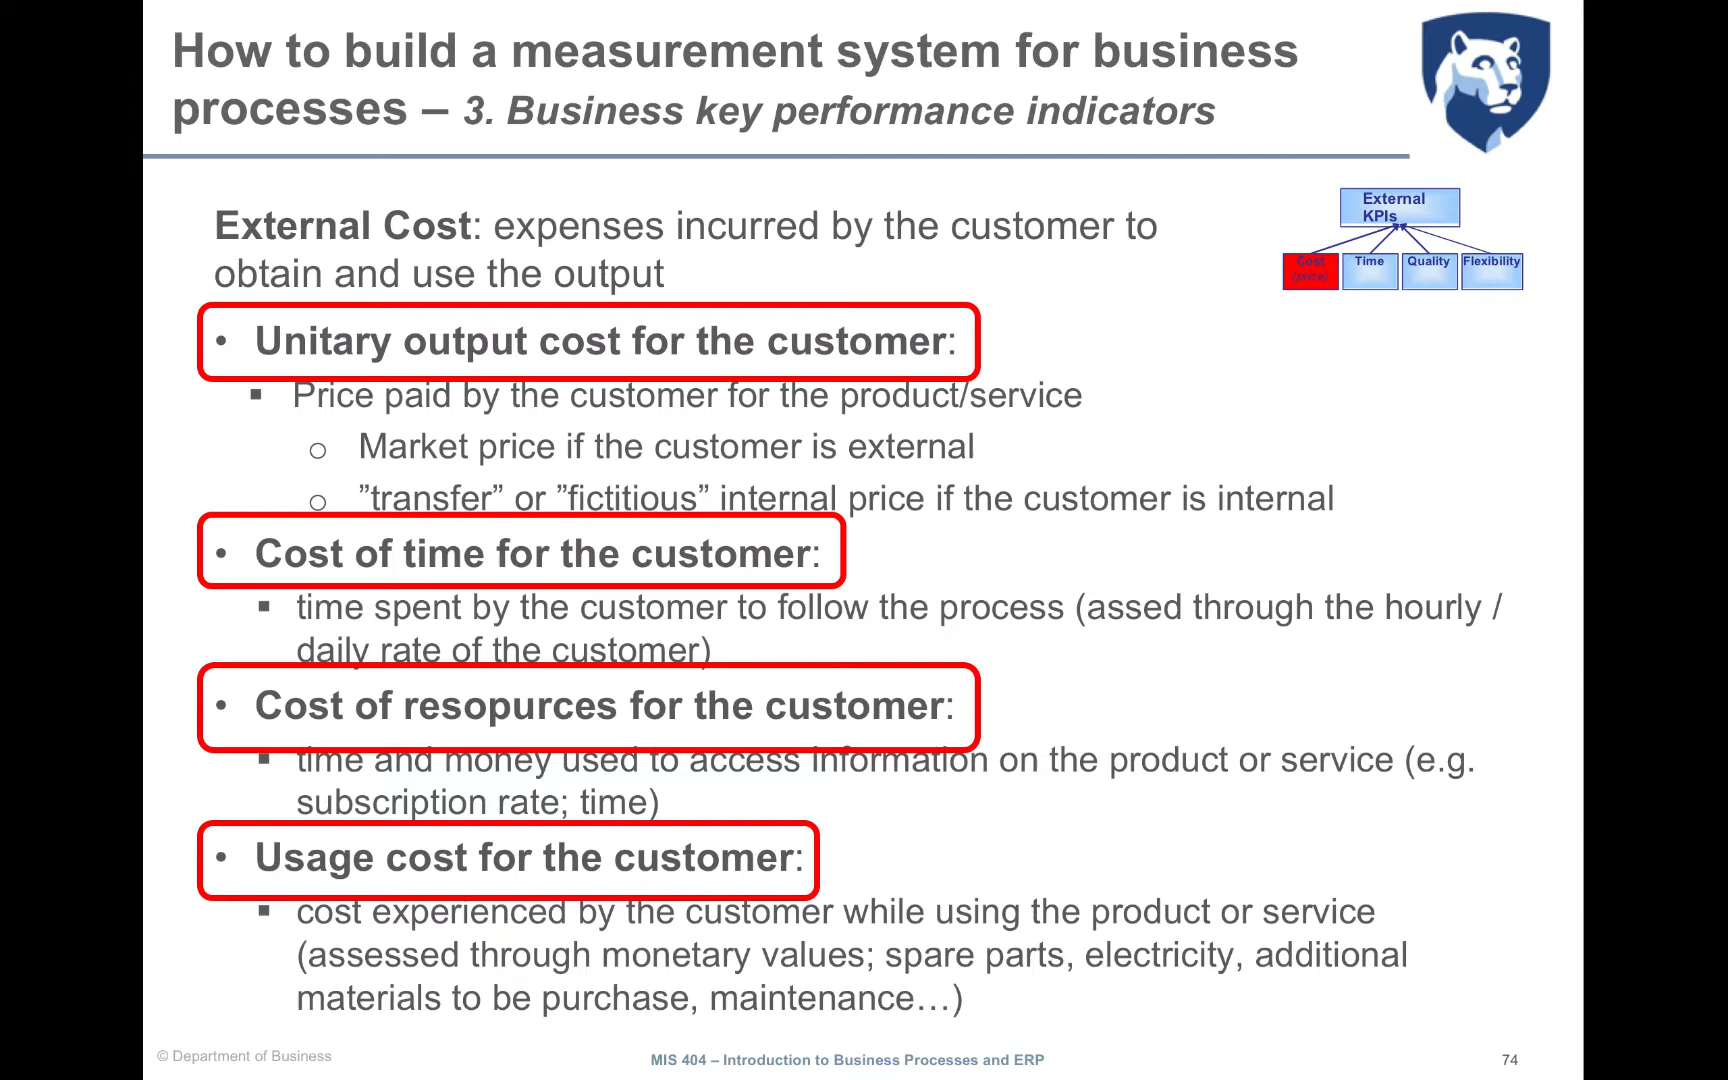 How to build a measurement system for business
processes – 3. Business key performance indicators
External
KPIs
Cost
(price)
Time
Quality
Flexibility
External Cost: expenses incurred by the customer to
obtain and use the output
• Unitary output cost for the customer:
▪ Price paid by the customer for the product/service
o Market price if the customer is external
o ”transfer” or ”fictitious” internal price if the customer is internal
• Cost of time for the customer:
▪ time spent by the customer to follow the process (assed through the hourly /
daily rate of the customer)
• Cost of resopurces for the customer:
▪ time and money used to access information on the product or service (e.g.
subscription rate; time)
• Usage cost for the customer:
▪ cost experienced by the customer while using the product or service
(assessed through monetary values; spare parts, electricity, additional
materials to be purchase, maintenance…)
© Department of Business
MIS 404 – Introduction to Business Processes and ERP
74